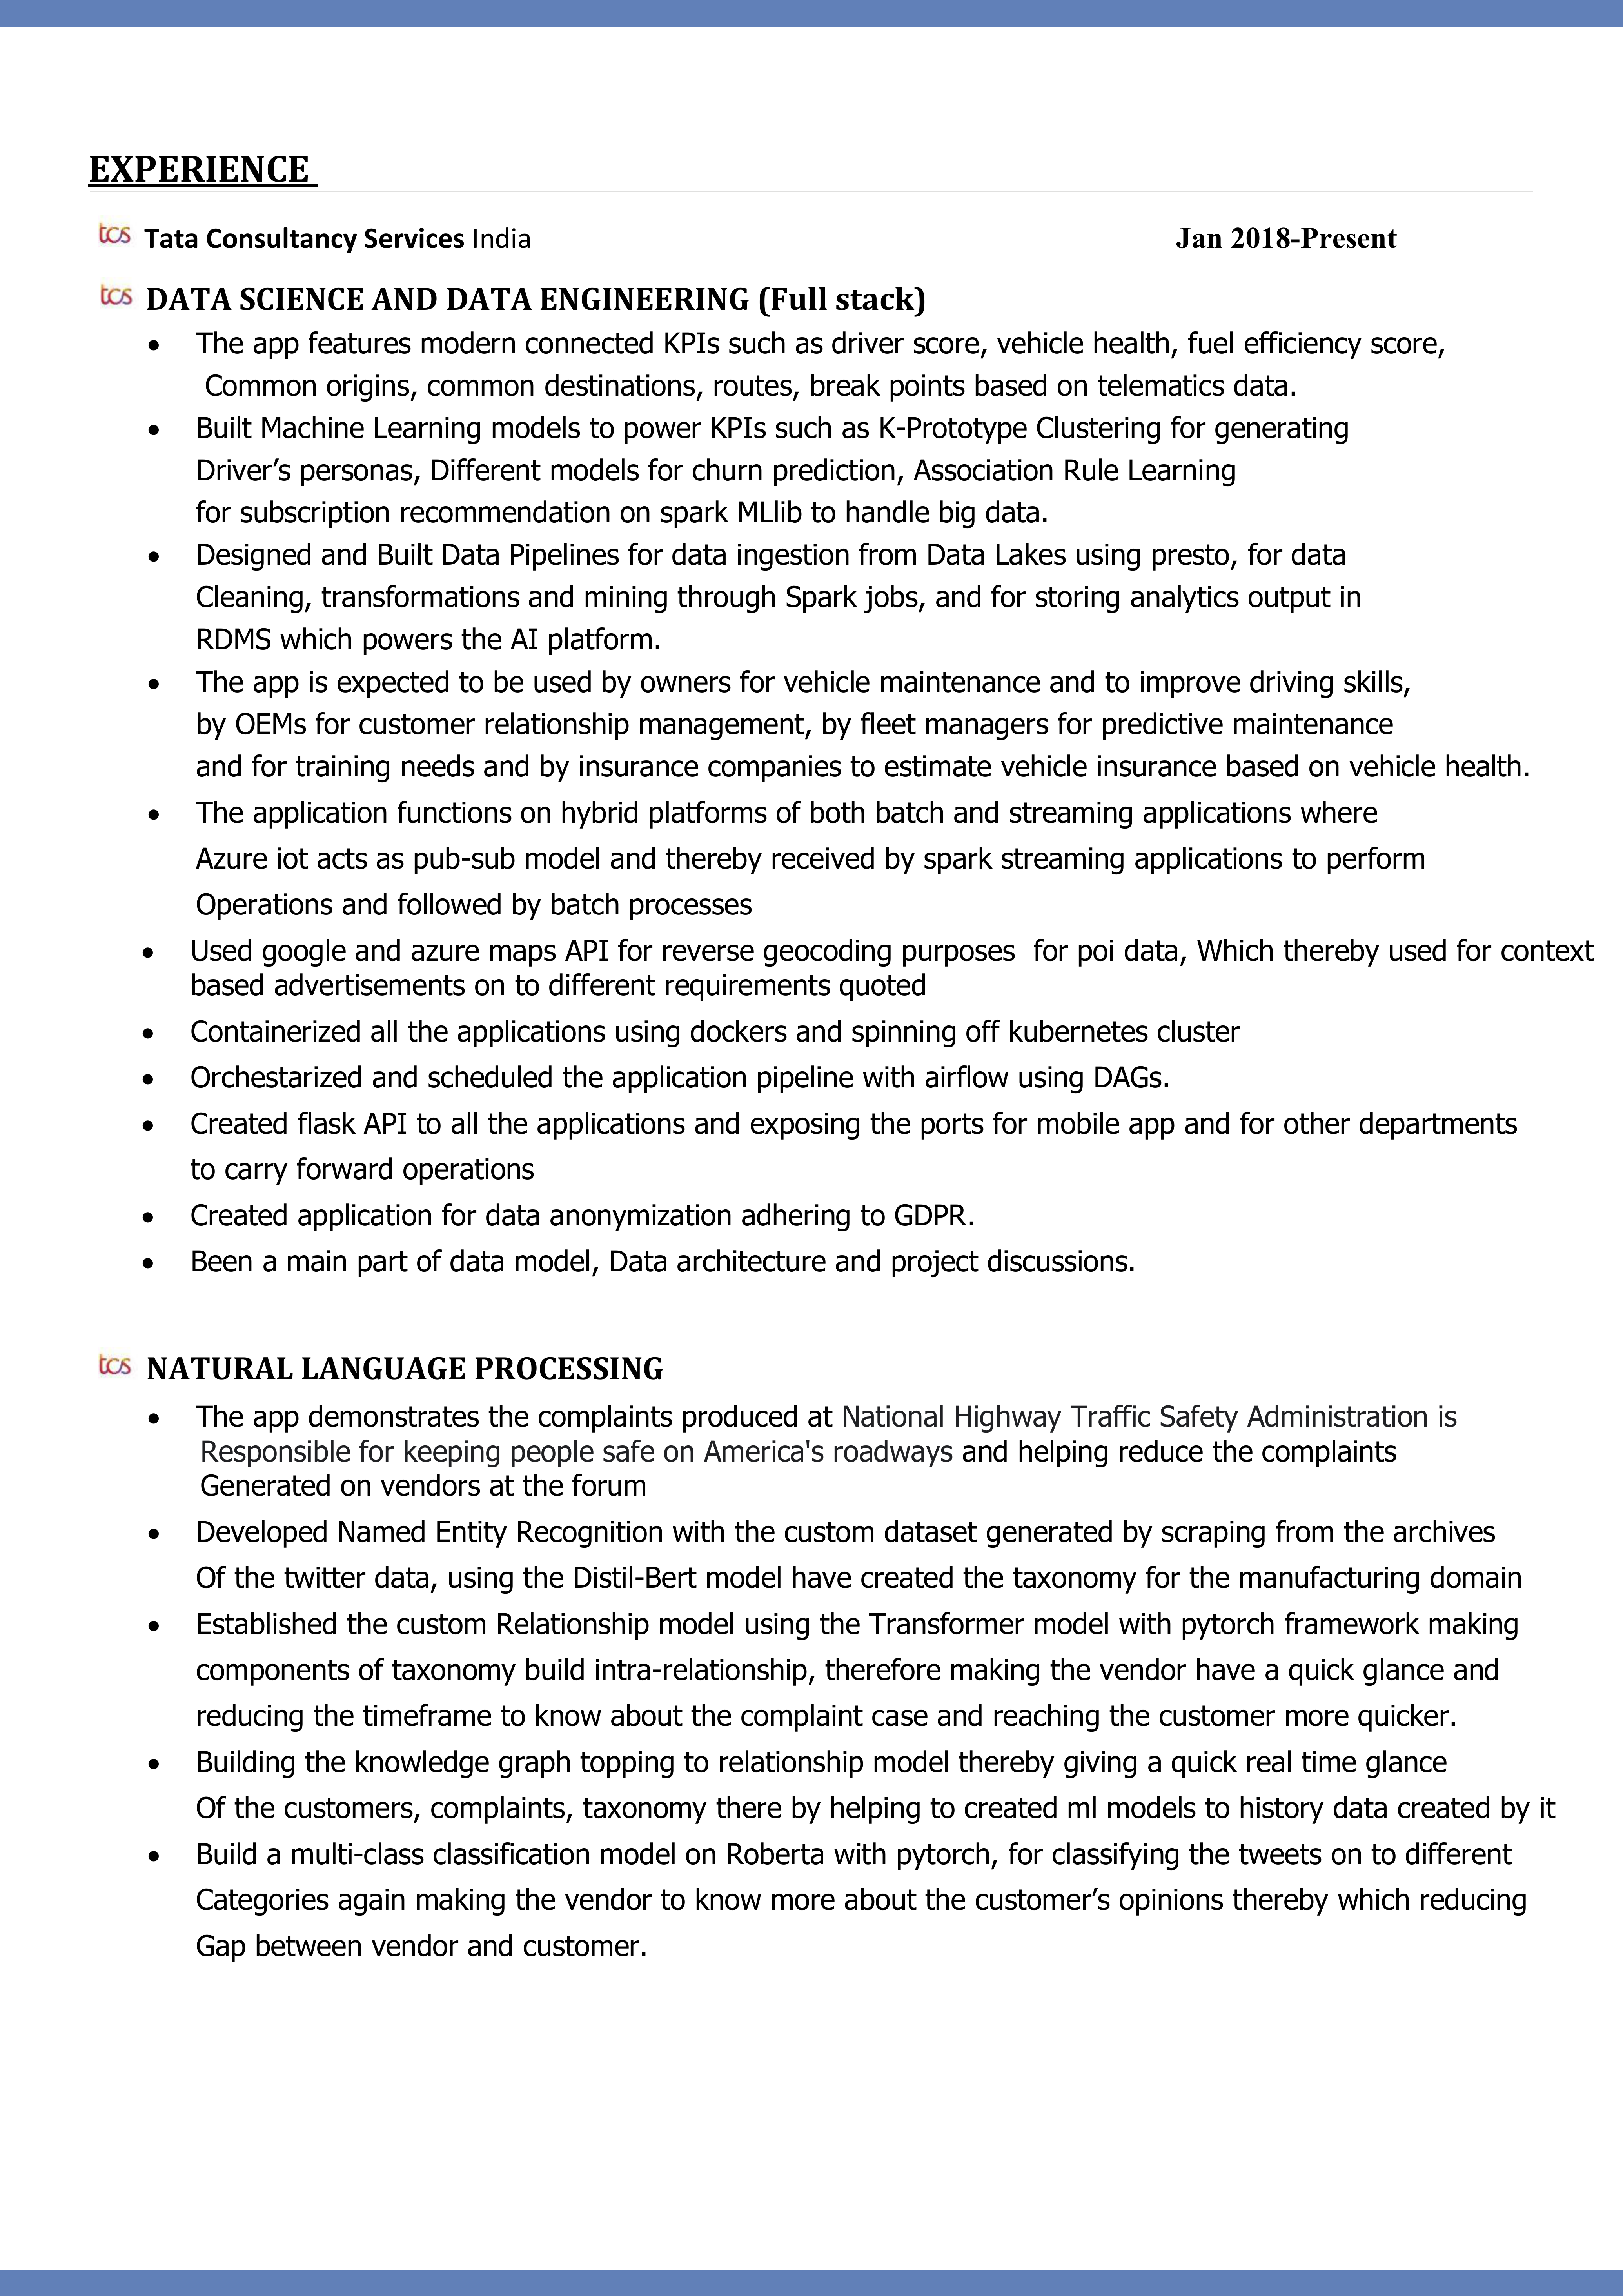 EXPERIENCE
tcs Tata Consultancy Services India Jan 2018-Present
tcs DATA SCIENCE AND DATA ENGINEERING (Full stack)
• The app features modern connected KPIs such as driver score, vehicle health, fuel efficiency score,
Common origins, common destinations, routes, break points based on telematics data.
• Built Machine Learning models to power KPIs such as K-Prototype Clustering for generating
Driver’s personas, Different models for churn prediction, Association Rule Learning
for subscription recommendation on spark MLlib to handle big data.
• Designed and Built Data Pipelines for data ingestion from Data Lakes using presto, for data
Cleaning, transformations and mining through Spark jobs, and for storing analytics output in
RDMS which powers the AI platform.
• The app is expected to be used by owners for vehicle maintenance and to improve driving skills,
by OEMs for customer relationship management, by fleet managers for predictive maintenance
and for training needs and by insurance companies to estimate vehicle insurance based on vehicle health.
• The application functions on hybrid platforms of both batch and streaming applications where
Azure iot acts as pub-sub model and thereby received by spark streaming applications to perform
Operations and followed by batch processes
• Used google and azure maps API for reverse geocoding purposes for poi data, Which thereby used for context
based advertisements on to different requirements quoted
• Containerized all the applications using dockers and spinning off kubernetes cluster
• Orchestarized and scheduled the application pipeline with airflow using DAGs.
• Created flask API to all the applications and exposing the ports for mobile app and for other departments
to carry forward operations
• Created application for data anonymization adhering to GDPR.
• Been a main part of data model, Data architecture and project discussions.
tcs NATURAL LANGUAGE PROCESSING
• The app demonstrates the complaints produced at National Highway Traffic Safety Administration is
Responsible for keeping people safe on America's roadways and helping reduce the complaints
Generated on vendors at the forum
• Developed Named Entity Recognition with the custom dataset generated by scraping from the archives
Of the twitter data, using the Distil-Bert model have created the taxonomy for the manufacturing domain
• Established the custom Relationship model using the Transformer model with pytorch framework making
components of taxonomy build intra-relationship, therefore making the vendor have a quick glance and
reducing the timeframe to know about the complaint case and reaching the customer more quicker.
• Building the knowledge graph topping to relationship model thereby giving a quick real time glance
Of the customers, complaints, taxonomy there by helping to created ml models to history data created by it
• Build a multi-class classification model on Roberta with pytorch, for classifying the tweets on to different
Categories again making the vendor to know more about the customer’s opinions thereby which reducing
Gap between vendor and customer.